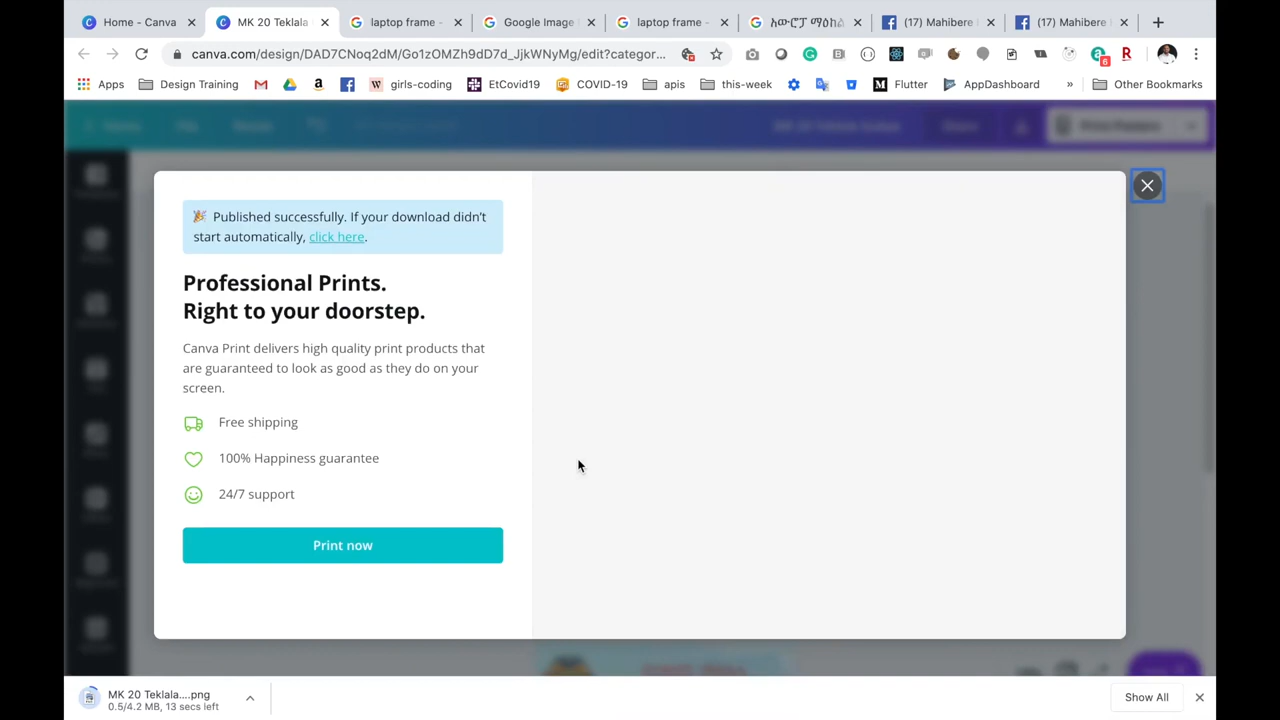 Home - Canva
MK 20 Teklala
laptop frame -
Google Image
laptop frame -
(17) Mahibere
(17) Mahibere
canva.com/design/DAD7CNoq2dM/Go1zOMZh9dD7d_JjkWNyMg/edit?categor...
6
Apps
Design Training
girls-coding
EtCovid19
COVID-19
apis
this-week
Flutter
AppDashboard
»
Other Bookmarks
🎉 Published successfully. If your download didn't
start automatically, click here.
Professional Prints.
Right to your doorstep.
Canva Print delivers high quality print products that
are guaranteed to look as good as they do on your
screen.
Free shipping
100% Happiness guarantee
24/7 support
Print now
MK 20 Teklala....png
0.5/4.2 MB, 13 secs left
Show All